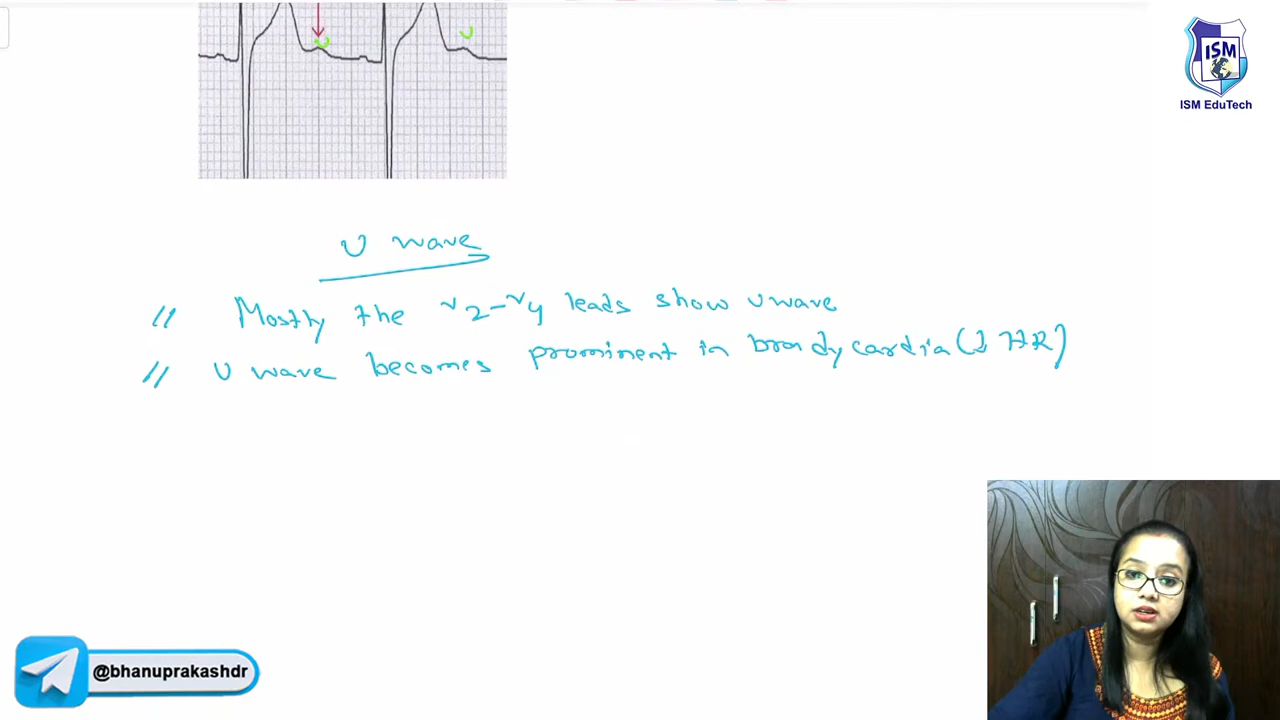 U
U
ISM
ISM EduTech
U wave
// Mostly the V2-V4 leads show U wave
// U wave becomes prominent in bradycardia (↓ HR)
@bhanuprakashdr